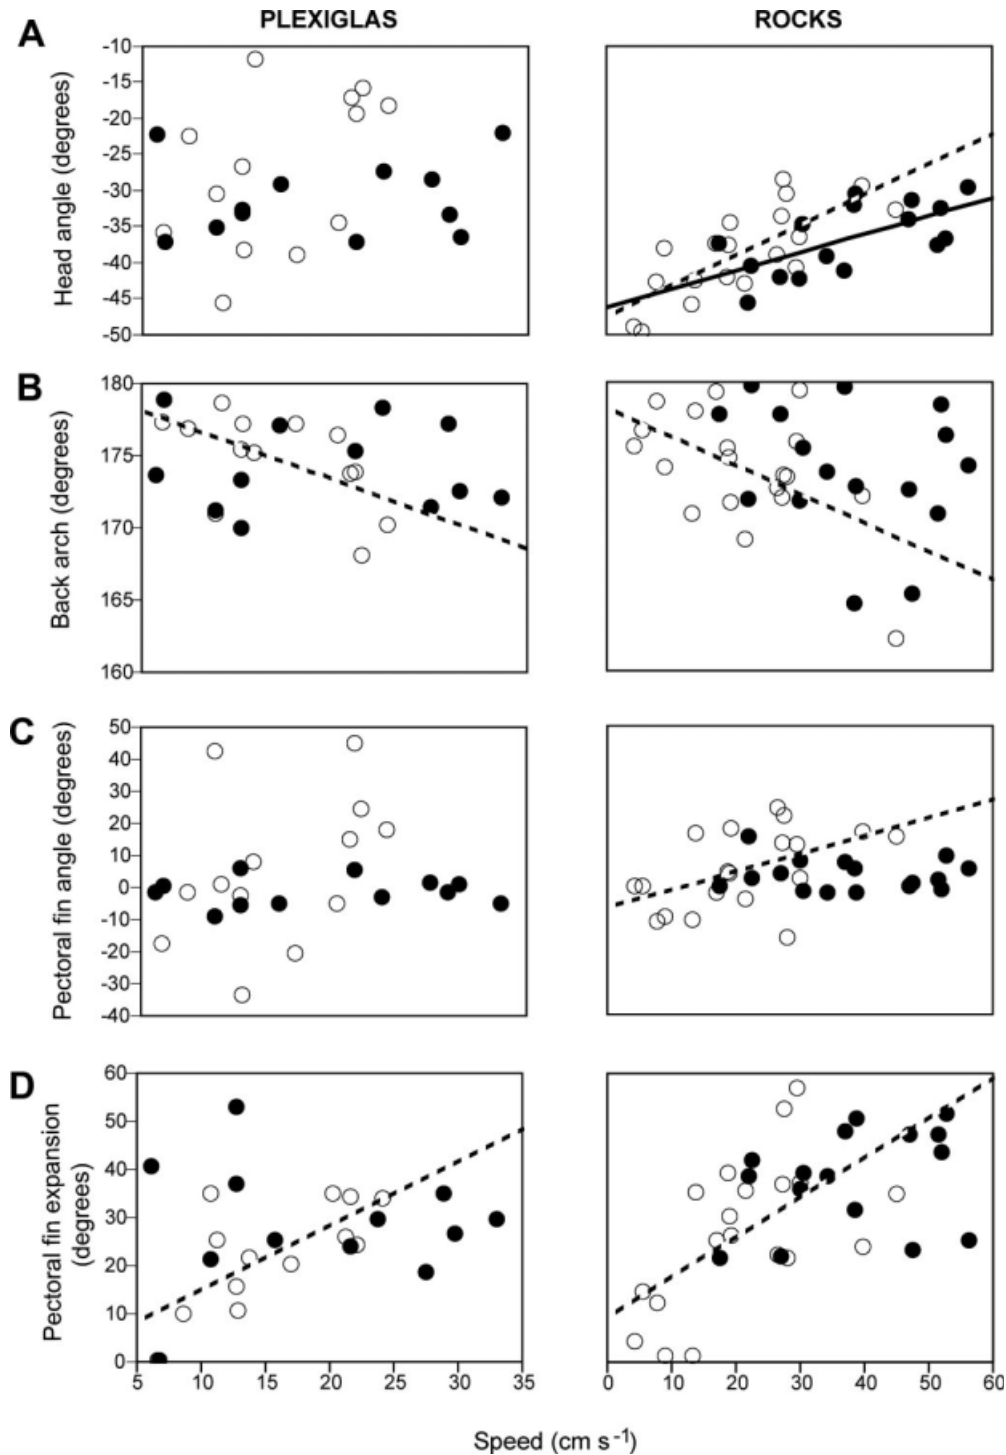 PLEXIGLAS ROCKS
A
Head angle (degrees)
-10
-15
-20
-25
-30
-35
-40
-45
-50
B
Back arch (degrees)
180
175
170
165
160
C
Pectoral fin angle (degrees)
50
40
30
20
10
0
-10
-20
-30
-40
D
Pectoral fin expansion
(degrees)
60
50
40
30
20
10
0
5 10 15 20 25 30 35
0 10 20 30 40 50 60
Speed (cm s⁻¹)